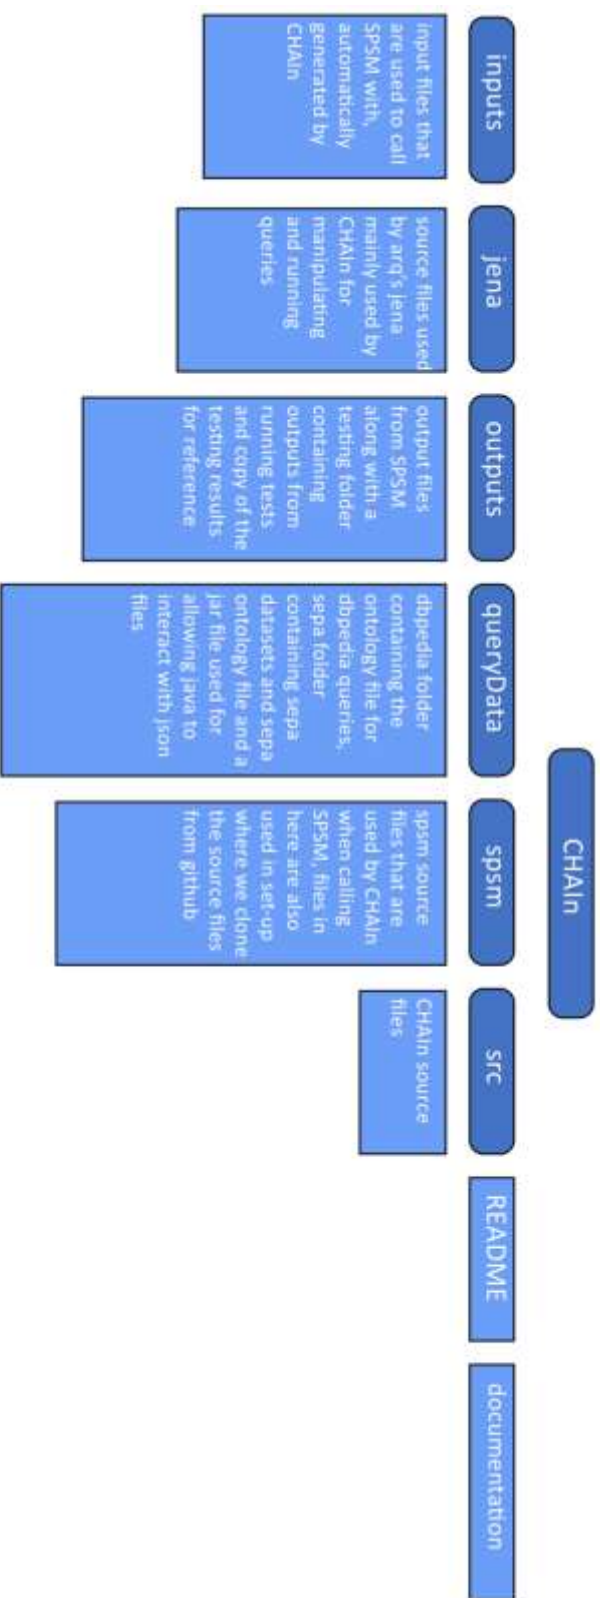 CHAIn
inputs
input files that
are used to call
SPSM with,
automatically
generated by
CHAIn
jena
source files used
by arq's jena
mainly used by
CHAIn for
manipulating
and running
queries
outputs
output files
from SPSM
along with a
testing folder
containing
outputs from
running tests
and copy of the
testing results
for reference
queryData
dbpedia folder
containing the
ontology file for
dbpedia queries,
sepa folder
containing sepa
datasets and sepa
ontology file and a
jar file used for
allowing java to
interact with json
files
spsm
spsm source
files that are
used by CHAIn
when calling
SPSM, files in
here are also
used in set-up
where we clone
the source files
from github
src
CHAIn source
files
README
documentation